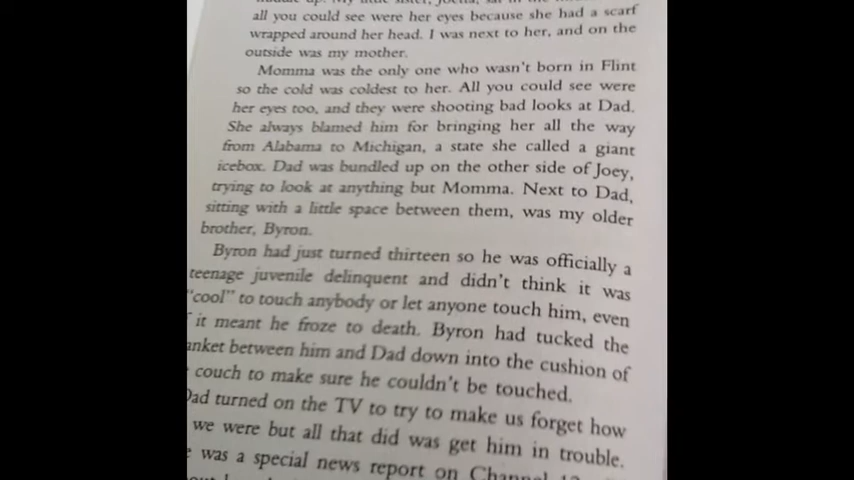 all you could see were her eyes because she had a scarf
wrapped around her head. I was next to her, and on the
outside was my mother.
Momma was the only one who wasn't born in Flint
so the cold was coldest to her. All you could see were
her eyes too, and they were shooting bad looks at Dad.
She always blamed him for bringing her all the way
from Alabama to Michigan, a state she called a giant
icebox. Dad was bundled up on the other side of Joey,
trying to look at anything but Momma. Next to Dad,
sitting with a little space between them, was my older
brother, Byron.
Byron had just turned thirteen so he was officially a
teenage juvenile delinquent and didn't think it was
"cool" to touch anybody or let anyone touch him, even
it meant he froze to death. Byron had tucked the
anket between him and Dad down into the cushion of
couch to make sure he couldn't be touched.
Dad turned on the TV to try to make us forget how
we were but all that did was get him in trouble.
was a special news report on Channel